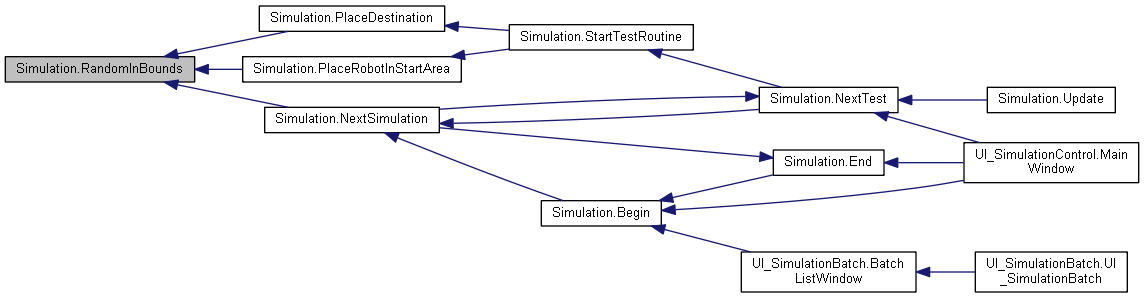 Simulation.PlaceDestination
Simulation.StartTestRoutine
Simulation.RandomInBounds
Simulation.PlaceRobotInStartArea
Simulation.NextTest
Simulation.Update
Simulation.NextSimulation
Simulation.End
UI_SimulationControl.Main
Window
Simulation.Begin
UI_SimulationBatch.Batch
ListWindow
UI_SimulationBatch.UI
_SimulationBatch